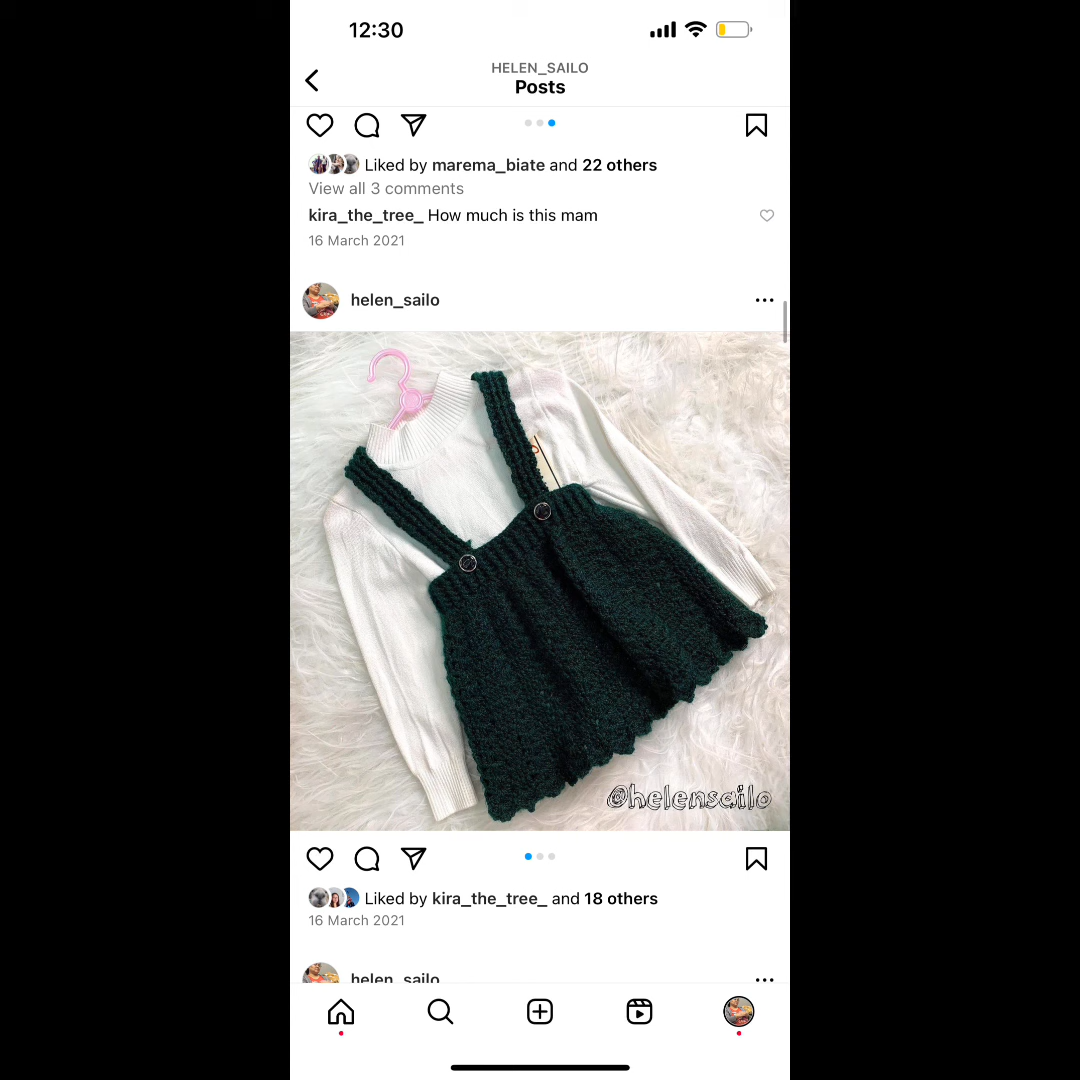 12:30
HELEN_SAILO
Posts
Liked by marema_biate and 22 others
View all 3 comments
kira_the_tree_ How much is this mam
16 March 2021
helen_sailo
@helensailo
Liked by kira_the_tree_ and 18 others
16 March 2021
helen_sailo